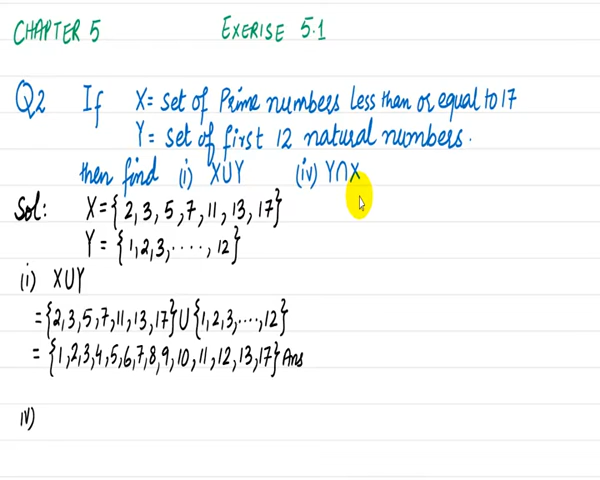 CHAPTER 5 EXERISE 5.1
Q2 If X= set of Prime numbers less than or equal to 17
Y= set of first 12 natural numbers.
then find (i) X∪Y (iv) Y∩X
Sol: X={2,3,5,7,11,13,17}
Y={1,2,3,....,12}
(i) X∪Y
={2,3,5,7,11,13,17}∪{1,2,3,...,12}
={1,2,3,4,5,6,7,8,9,10,11,12,13,17} Ans
iv)